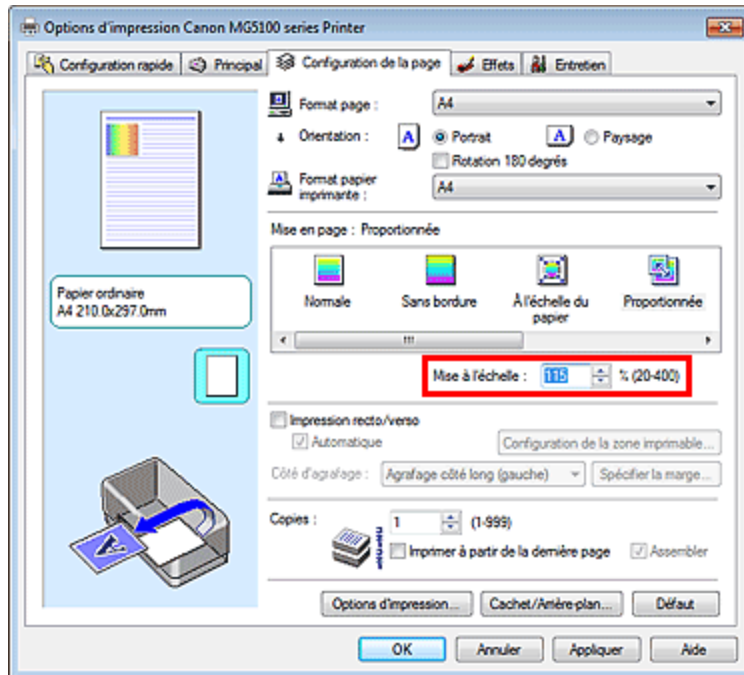 Options d'impression Canon MG5100 series Printer
Configuration rapide Principal Configuration de la page Effets Entretien
Format page : A4
Orientation : A Portrait A Paysage
Rotation 180 degrés
Format papier imprimante : A4
Mise en page : Proportionnée
Normale Sans bordure À l'échelle du papier Proportionnée
Papier ordinaire
A4 210.0x297.0mm
Mise à l'échelle : 115 % (20-400)
Impression recto/verso
Automatique Configuration de la zone imprimable...
Côté d'agrafage : Agrafage côté long (gauche) Spécifier la marge...
Copies : 1 (1-999)
Imprimer à partir de la dernière page Assembler
Options d'impression... Cachet/Arrière-plan... Défaut
OK Annuler Appliquer Aide